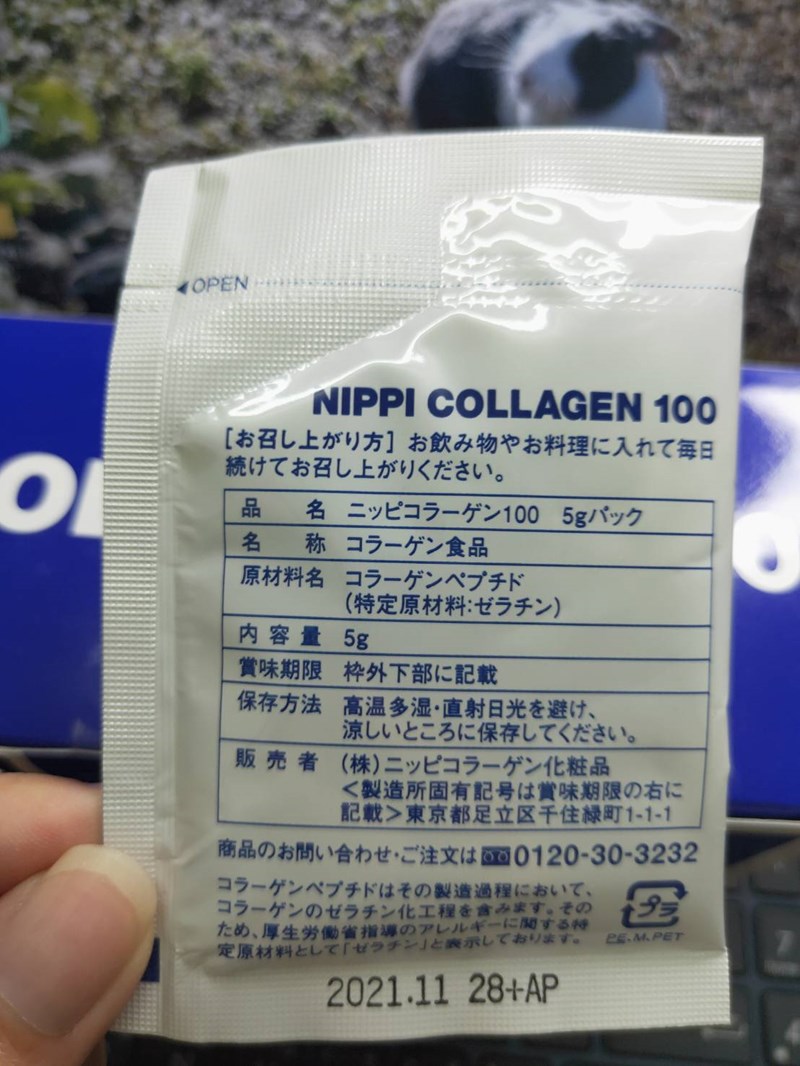 OPEN
NIPPI COLLAGEN 100
[お召し上がり方] お飲み物やお料理に入れて毎日
続けてお召し上がりください。
品 名 ニッピコラーゲン100 5gパック
名 称 コラーゲン食品
原材料名 コラーゲンペプチド
(特定原材料:ゼラチン)
内容量 5g
賞味期限 枠外下部に記載
保存方法 高温多湿・直射日光を避け、
涼しいところに保存してください。
販売者 (株)ニッピコラーゲン化粧品
<製造所固有記号は賞味期限の右に
記載>東京都足立区千住緑町1-1-1
商品のお問い合わせ・ご注文は 0120-30-3232
コラーゲンペプチドはその製造過程において、
コラーゲンのゼラチン化工程を含みます。その
ため、厚生労働省指導のアレルギーに関する特
定原材料として「ゼラチン」と表示しております。
プラ
PE.M.PET
2021.11 28+AP